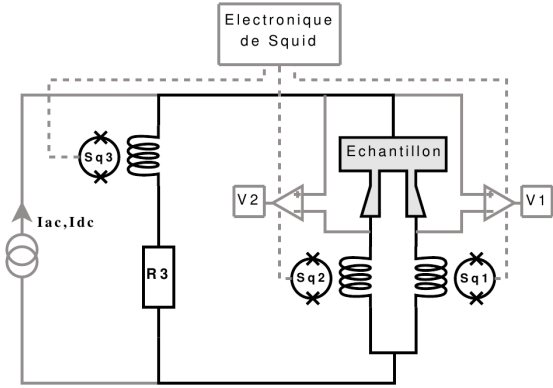 Electronique
de Squid
Sq3
Echantillon
V2
V1
Iac,Idc
R3
Sq2
Sq1